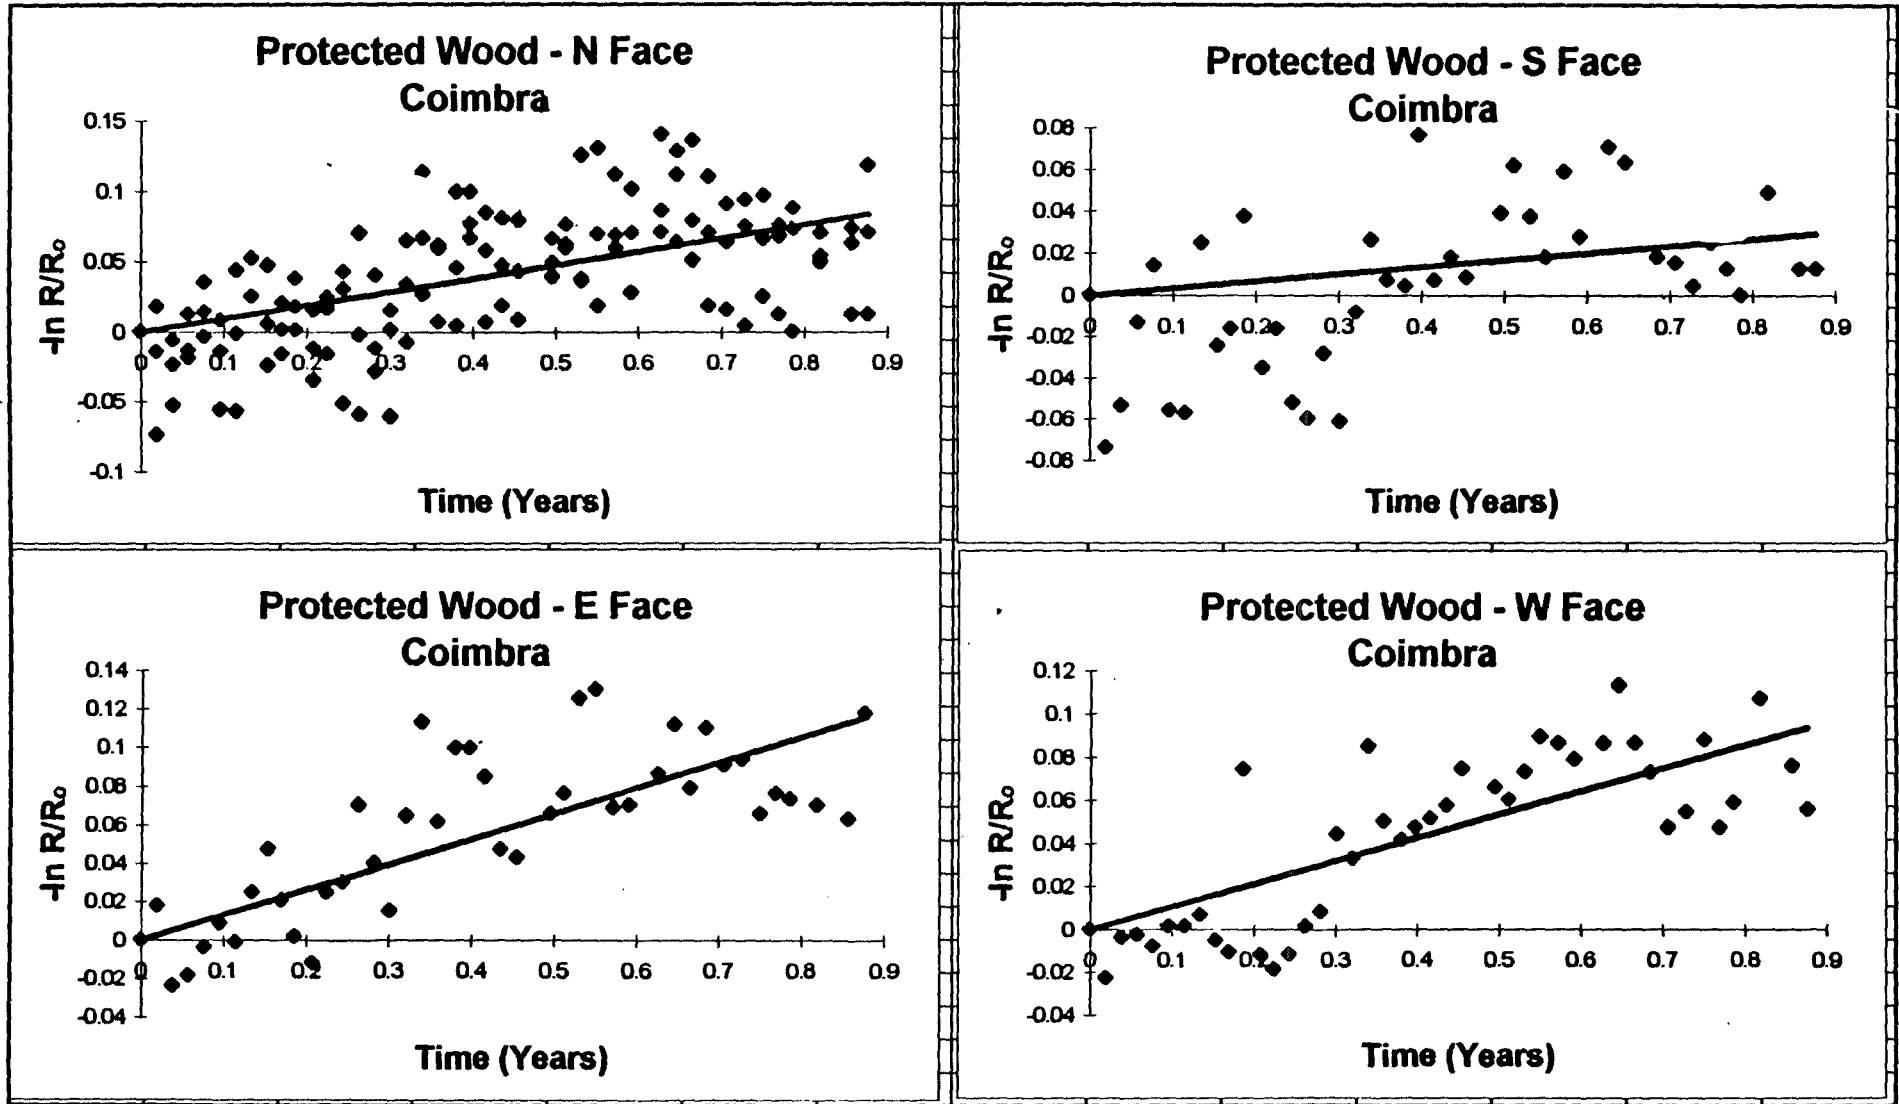 Protected Wood - N Face
Coimbra
0.15
0.1
0.05
0
-0.05
-0.1
-ln R/Ro
0 0.1 0.2 0.3 0.4 0.5 0.6 0.7 0.8 0.9
Time (Years)
Protected Wood - S Face
Coimbra
0.08
0.06
0.04
0.02
0
-0.02
-0.04
-0.06
-0.08
-ln R/Ro
0 0.1 0.2 0.3 0.4 0.5 0.6 0.7 0.8 0.9
Time (Years)
Protected Wood - E Face
Coimbra
0.14
0.12
0.1
0.08
0.06
0.04
0.02
0
-0.02
-0.04
-ln R/Ro
0 0.1 0.2 0.3 0.4 0.5 0.6 0.7 0.8 0.9
Time (Years)
Protected Wood - W Face
Coimbra
0.12
0.1
0.08
0.06
0.04
0.02
0
-0.02
-0.04
-ln R/Ro
0 0.1 0.2 0.3 0.4 0.5 0.6 0.7 0.8 0.9
Time (Years)